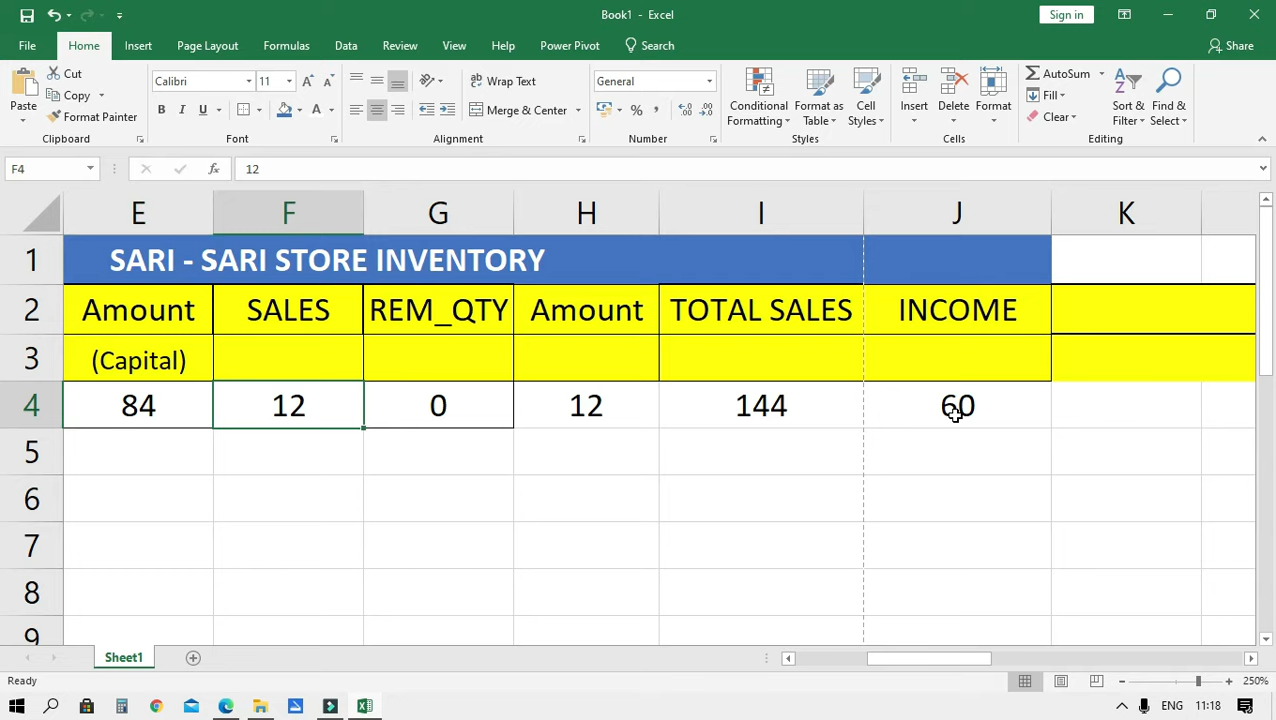 Book1 - Excel
Sign in
File Home Insert Page Layout Formulas Data Review View Help Power Pivot Search Share
Paste
Cut
Copy
Format Painter
Clipboard
Calibri 11
B I U
Font
Wrap Text
Merge & Center
Alignment
General
Number
Conditional Formatting
Format as Table
Cell Styles
Styles
Insert
Delete
Format
Cells
AutoSum
Fill
Clear
Sort & Filter
Find & Select
Editing
F4 fx 12
E F G H I J K
1 SARI - SARI STORE INVENTORY
2 Amount SALES REM_QTY Amount TOTAL SALES INCOME
3 (Capital)
4 84 12 0 12 144 60
5
6
7
8
9
Sheet1
Ready 250%
ENG 11:18